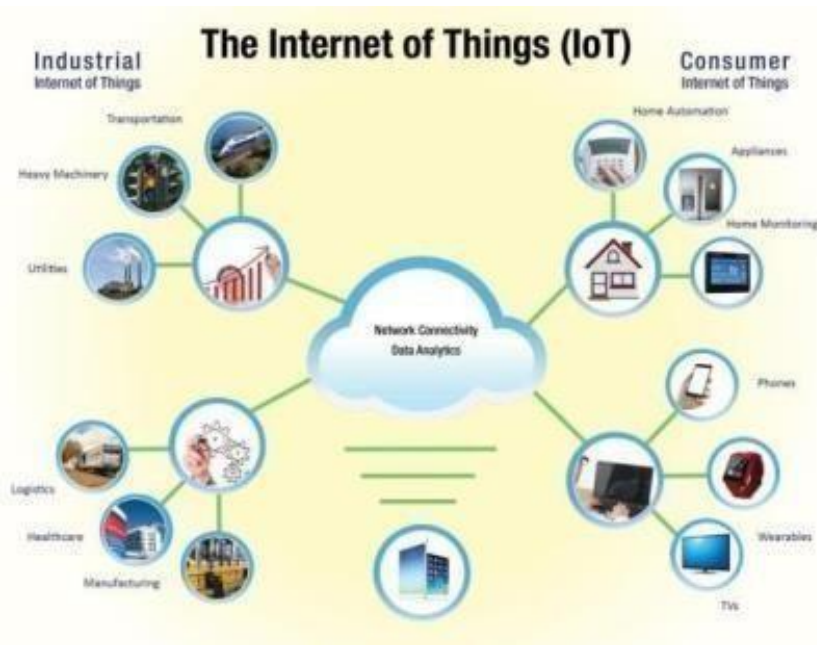 The Internet of Things (IoT)
Industrial
Internet of Things
Consumer
Internet of Things
Transportation
Heavy Machinery
Utilities
Home Automation
Appliances
Home Monitoring
Network Connectivity
Data Analytics
Phones
Wearables
TVs
Logistics
Healthcare
Manufacturing